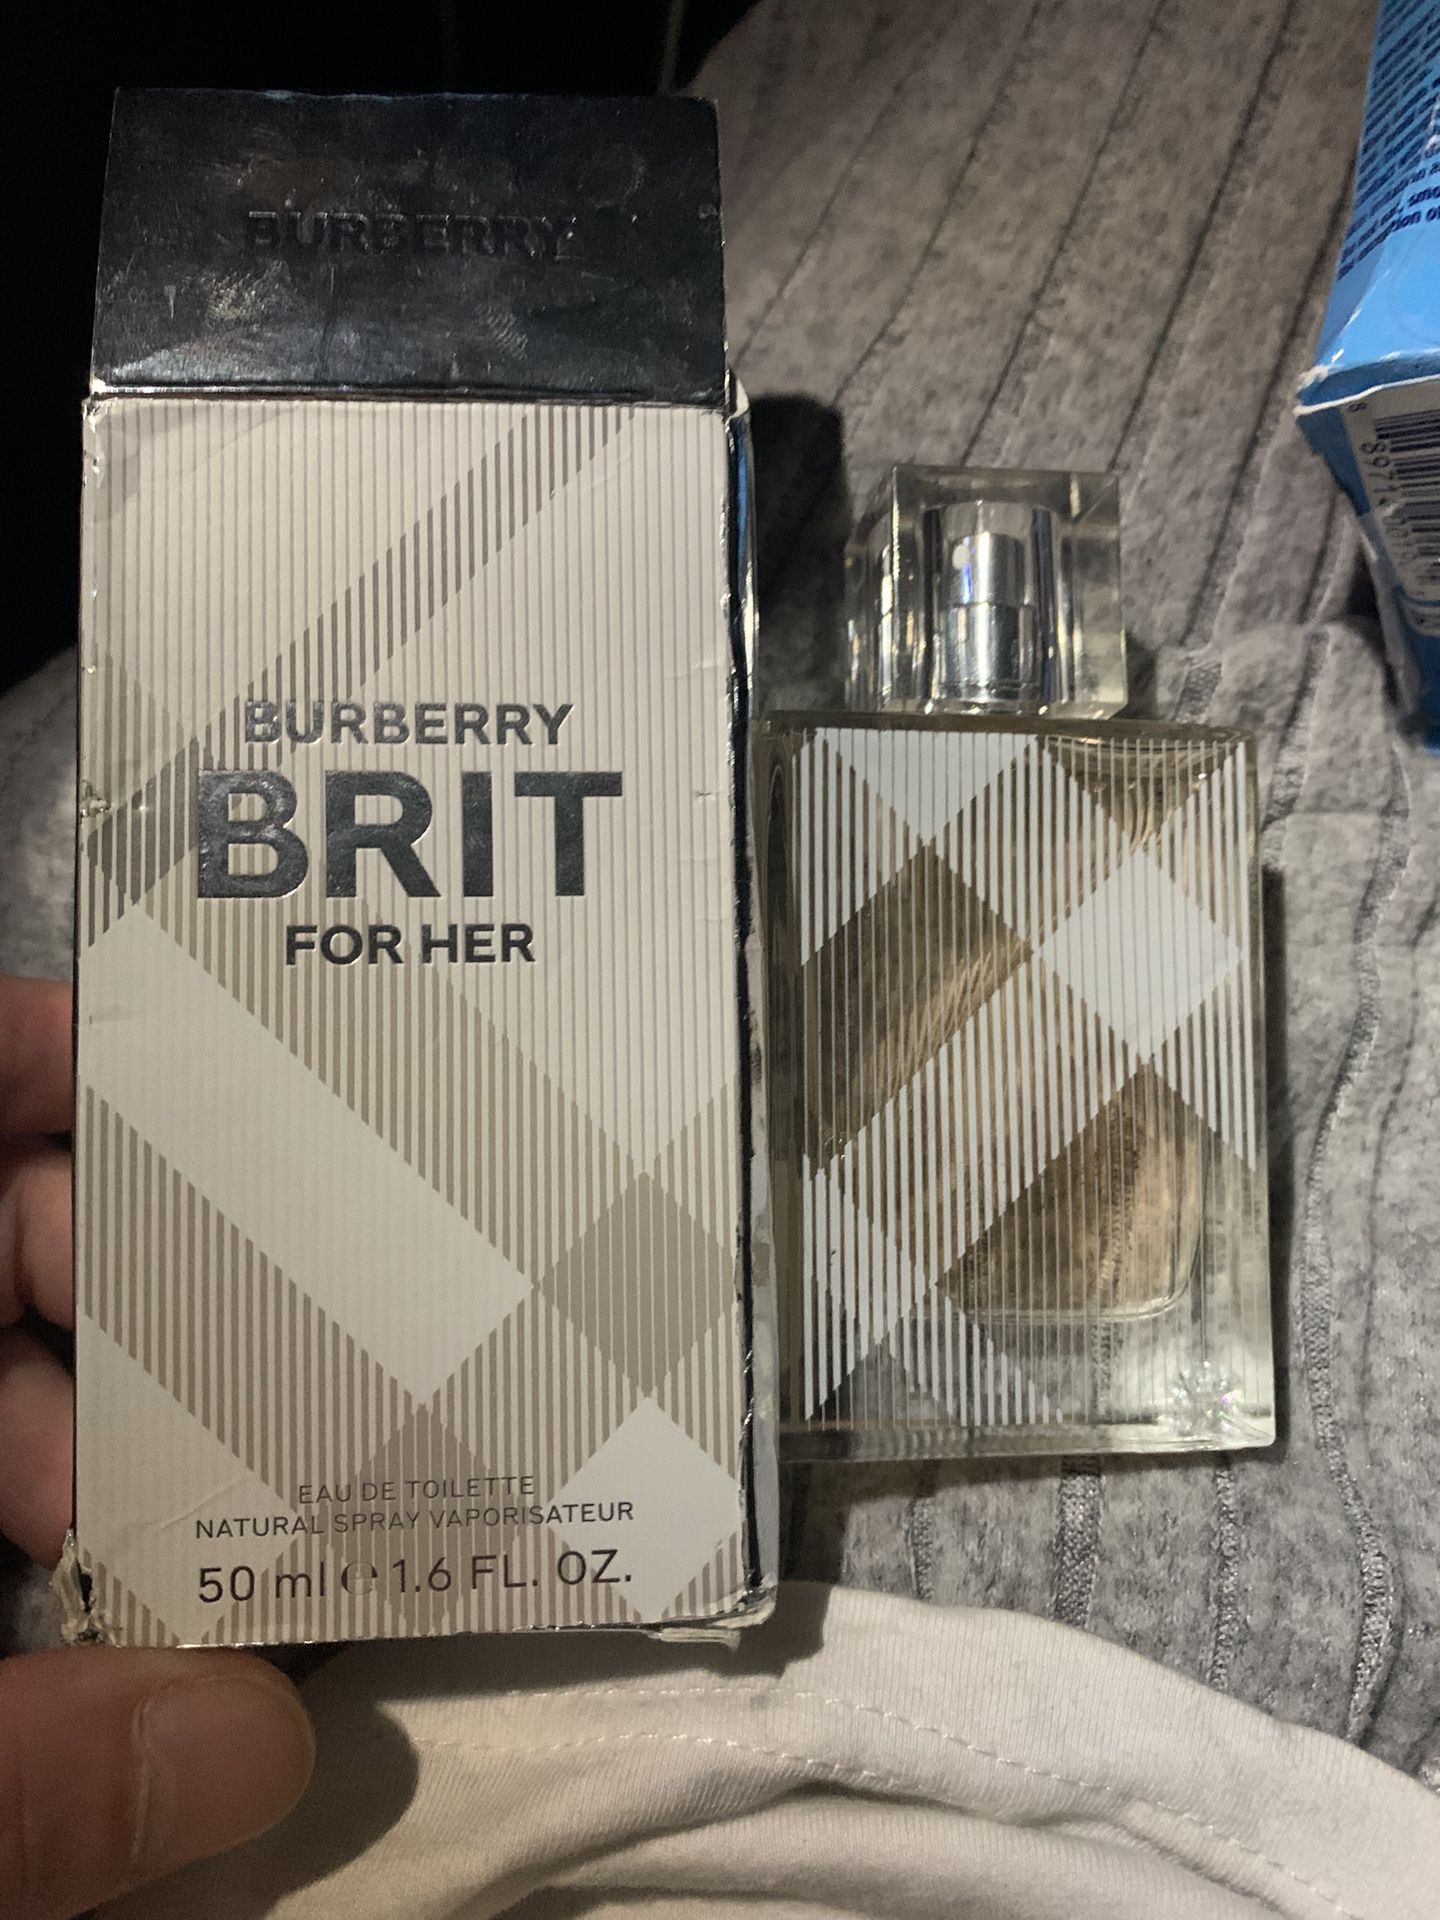 BURBERRY
BURBERRY
BRIT
FOR HER
EAU DE TOILETTE
NATURAL SPRAY VAPORISATEUR
50 ml ℮ 1.6 FL. OZ.